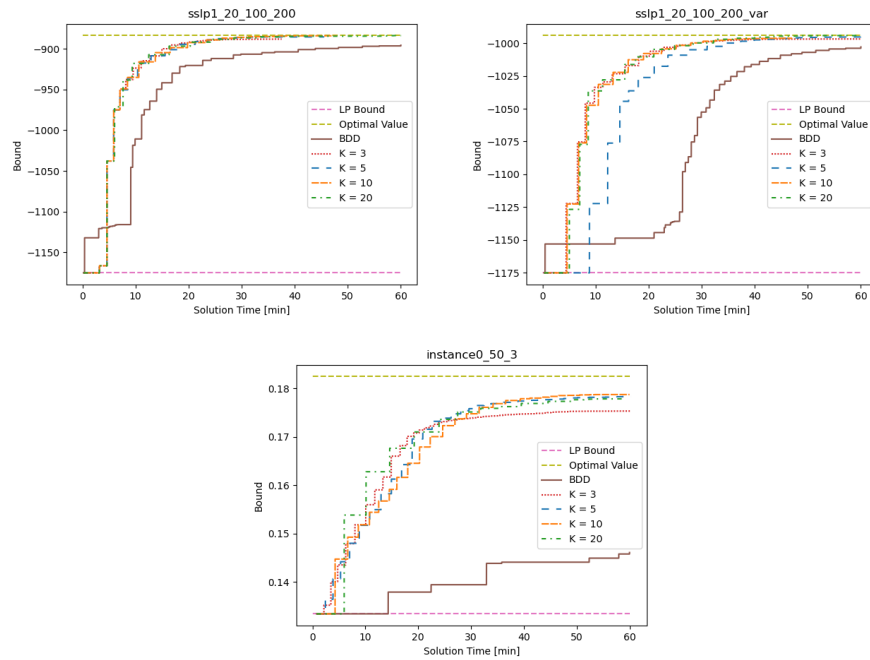 sslp1_20_100_200
−900
−950
−1000
−1050
−1100
−1150
Bound
0
10
20
30
40
50
60
Solution Time [min]
LP Bound
Optimal Value
BDD
K = 3
K = 5
K = 10
K = 20
sslp1_20_100_200_var
−1000
−1025
−1050
−1075
−1100
−1125
−1150
−1175
Bound
0
10
20
30
40
50
60
Solution Time [min]
LP Bound
Optimal Value
BDD
K = 3
K = 5
K = 10
K = 20
instance0_50_3
0.18
0.17
0.16
0.15
0.14
Bound
0
10
20
30
40
50
60
Solution Time [min]
LP Bound
Optimal Value
BDD
K = 3
K = 5
K = 10
K = 20